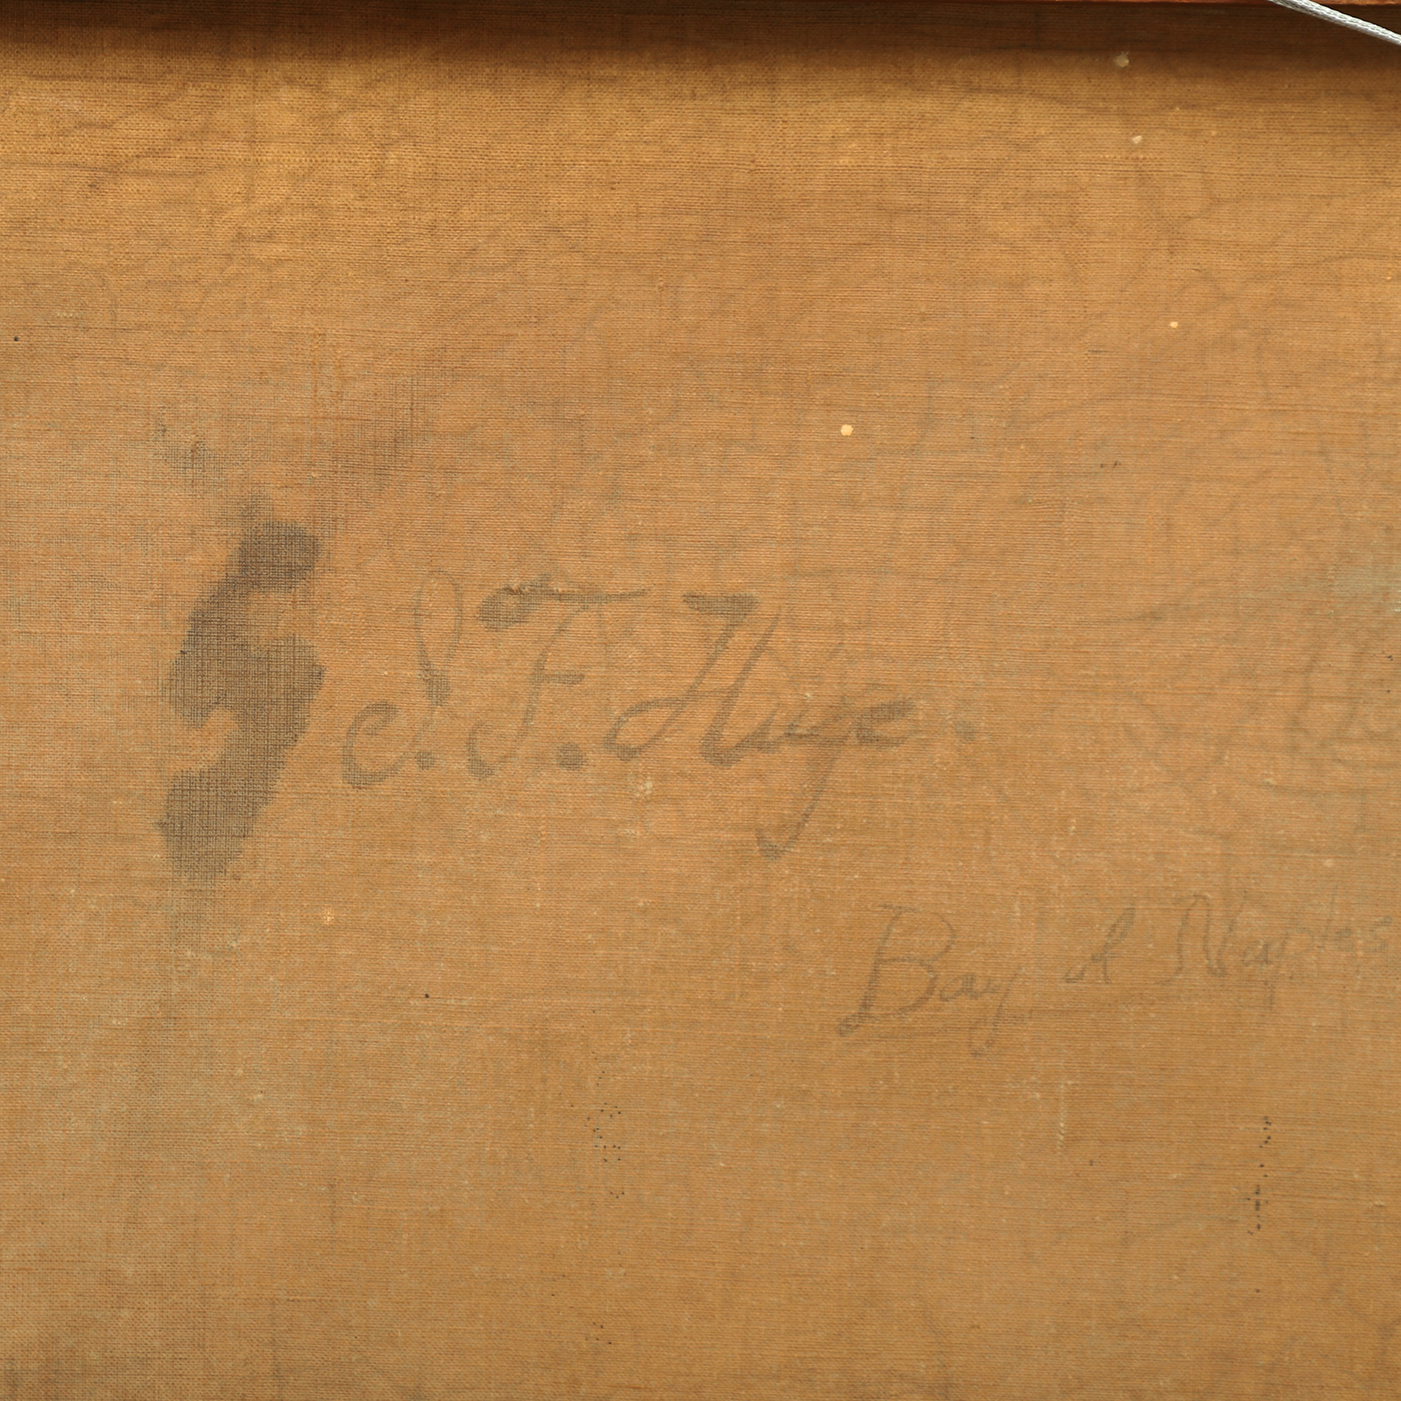 J. F. Huge.
Bay of Naples